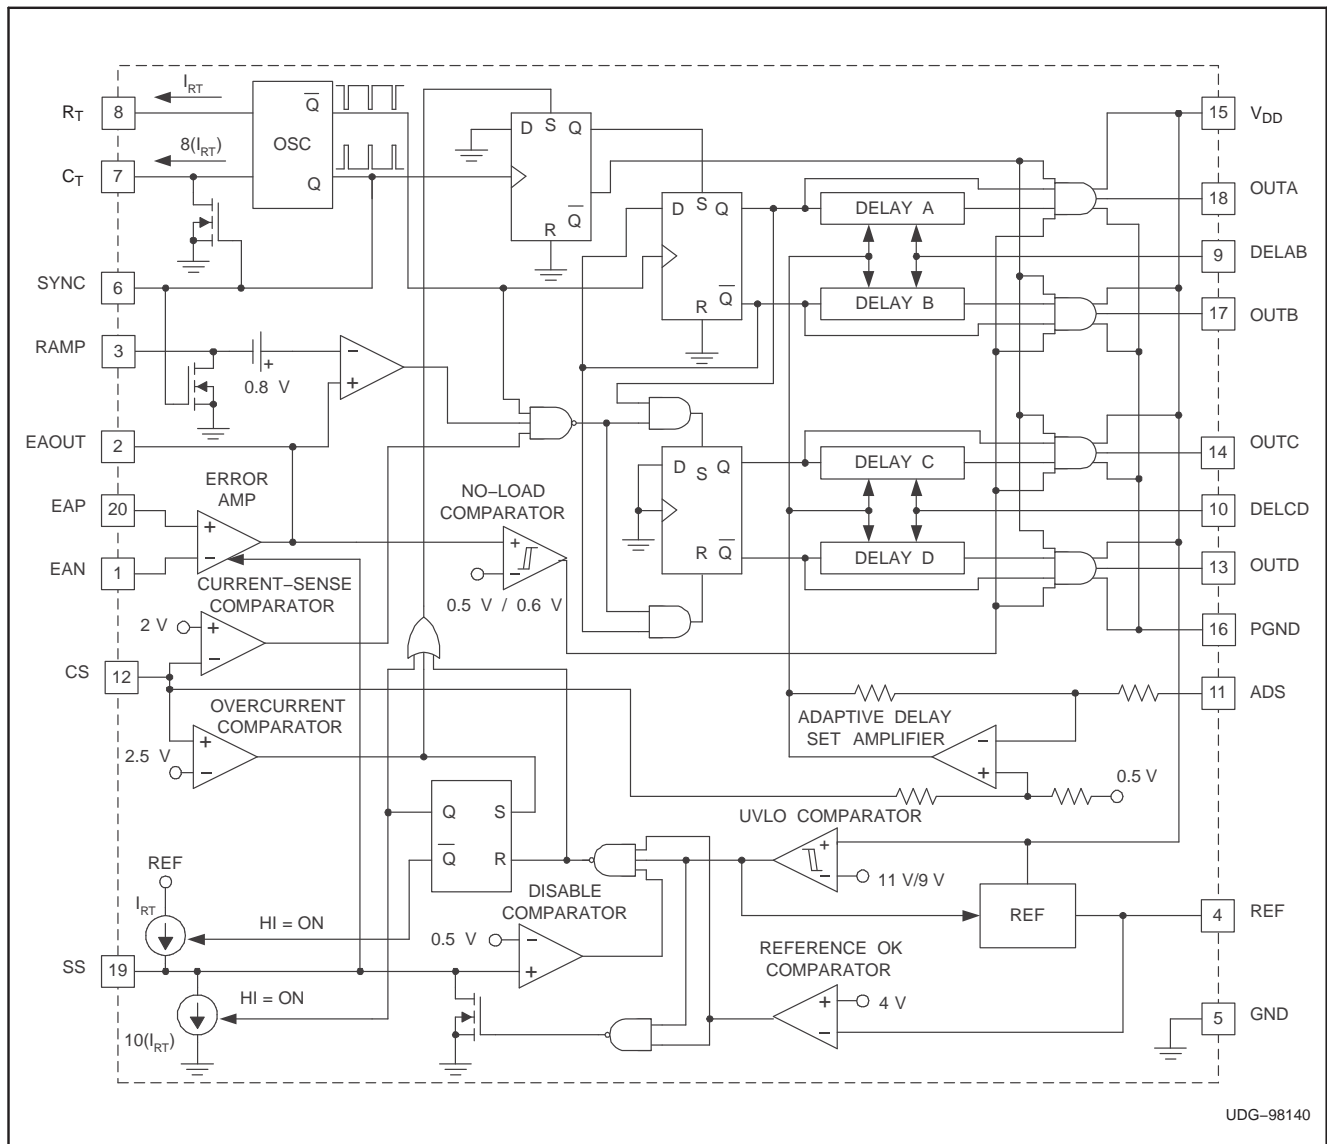 I_RT
R_T
8
Q̅
OSC
8(I_RT)
C_T
7
Q
D S Q
R Q̅
15
V_DD
18
OUTA
DELAY A
D S Q
R Q̅
9
DELAB
SYNC
6
DELAY B
17
OUTB
RAMP
3
−
+
+
0.8 V
EAOUT
2
14
OUTC
ERROR
AMP
NO−LOAD
COMPARATOR
D S Q
R Q̅
DELAY C
EAP
20
+
−
10
DELCD
EAN
1
+
−
0.5 V / 0.6 V
DELAY D
13
OUTD
CURRENT−SENSE
COMPARATOR
2 V
+
−
16
PGND
CS
12
11
ADS
OVERCURRENT
COMPARATOR
2.5 V
+
−
ADAPTIVE DELAY
SET AMPLIFIER
−
+
0.5 V
Q S
Q̅ R
UVLO COMPARATOR
+
−
11 V/9 V
REF
I_RT
HI = ON
DISABLE
COMPARATOR
0.5 V
−
+
REF
4
REF
SS
19
REFERENCE OK
COMPARATOR
+
−
4 V
HI = ON
10(I_RT)
5
GND
UDG−98140